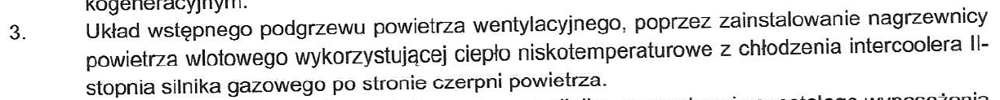 kogeneracyjnym.
3. Układ wstępnego podgrzewu powietrza wentylacyjnego, poprzez zainstalowanie nagrzewnicy
powietrza wlotowego wykorzystującej ciepło niskotemperaturowe z chłodzenia intercoolera II-
stopnia silnika gazowego po stronie czerpni powietrza.
wyposażenia